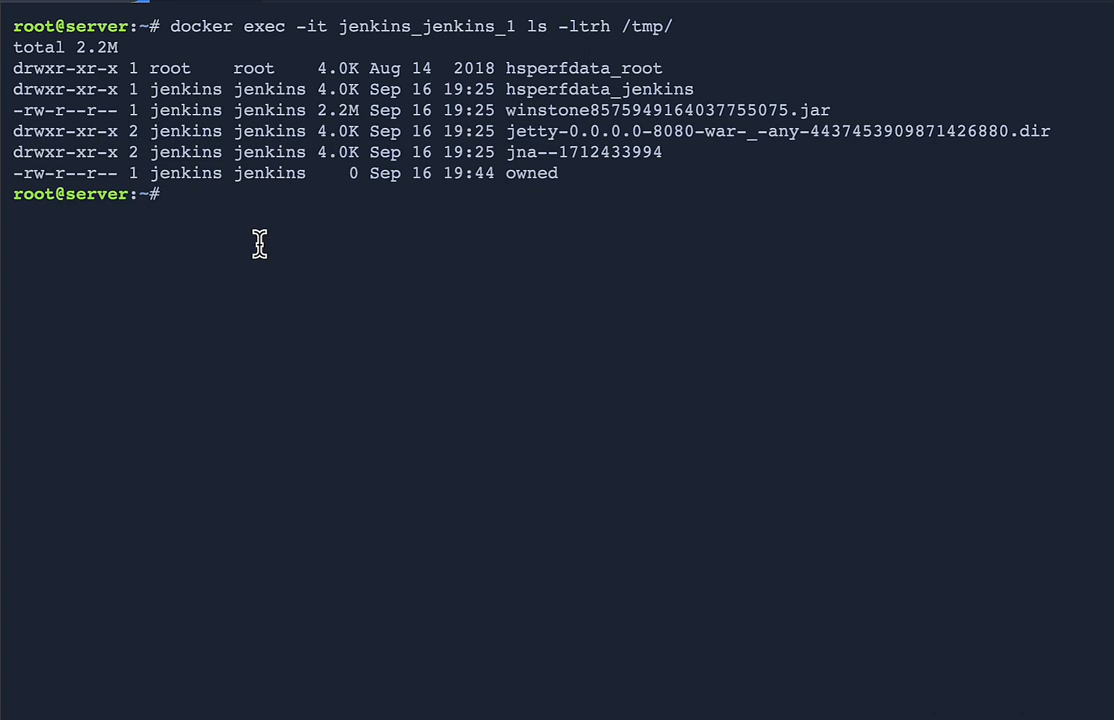 root@server:~# docker exec -it jenkins_jenkins_1 ls -ltrh /tmp/
total 2.2M
drwxr-xr-x 1 root    root    4.0K Aug 14  2018 hsperfdata_root
drwxr-xr-x 1 jenkins jenkins 4.0K Sep 16 19:25 hsperfdata_jenkins
-rw-r--r-- 1 jenkins jenkins 2.2M Sep 16 19:25 winstone8575949164037755075.jar
drwxr-xr-x 2 jenkins jenkins 4.0K Sep 16 19:25 jetty-0.0.0.0-8080-war-_-any-4437453909871426880.dir
drwxr-xr-x 2 jenkins jenkins 4.0K Sep 16 19:25 jna--1712433994
-rw-r--r-- 1 jenkins jenkins    0 Sep 16 19:44 owned
root@server:~#